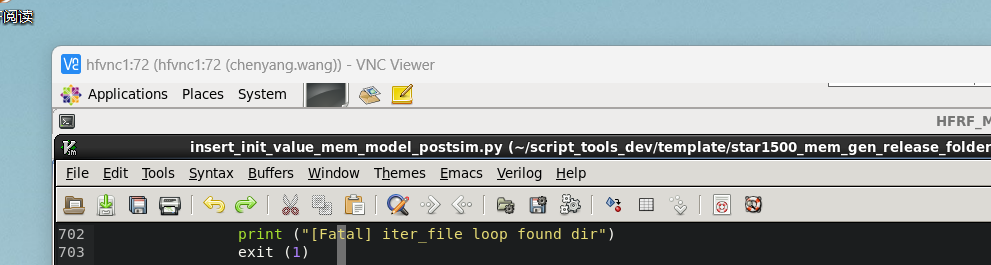 阅读
hfvnc1:72 (hfvnc1:72 (chenyang.wang)) - VNC Viewer
Applications Places System
HFRF_M
insert_init_value_mem_model_postsim.py (~/script_tools_dev/template/star1500_mem_gen_release_folder
File Edit Tools Syntax Buffers Window Themes Emacs Verilog Help
702 print ("[Fatal] iter_file loop found dir")
703 exit (1)